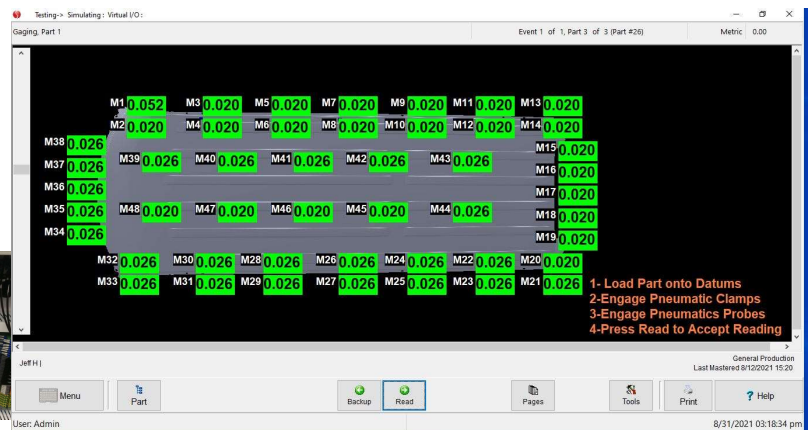 Testing-> Simulating: Virtual I/O:
Gaging, Part 1
Event 1 of 1, Part 3 of 3 (Part #26)
Metric 0.00
M1 0.052 M3 0.020 M5 0.020 M7 0.020 M9 0.020 M11 0.020 M13 0.020
M2 0.020 M4 0.020 M6 0.020 M8 0.020 M10 0.020 M12 0.020 M14 0.020
M38 0.026
M15 0.020
M37 0.026 M39 0.026 M40 0.026 M41 0.026 M42 0.026 M43 0.026
M16 0.020
M36 0.026
M17 0.020
M35 0.026 M48 0.020 M47 0.020 M46 0.020 M45 0.020 M44 0.026
M18 0.020
M34 0.026
M19 0.020
M32 0.026 M30 0.026 M28 0.026 M26 0.026 M24 0.026 M22 0.026 M20 0.020
M33 0.026 M31 0.026 M29 0.026 M27 0.026 M25 0.026 M23 0.026 M21 0.026
1- Load Part onto Datums
2-Engage Pneumatic Clamps
3-Engage Pneumatics Probes
4-Press Read to Accept Reading
Jeff H |
General Production
Last Mastered 8/12/2021 15:20
Menu
Part
Backup
Read
Pages
Tools
Print
? Help
User: Admin
8/31/2021 03:18:34 pm